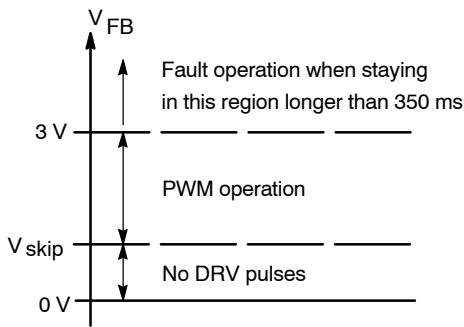 V FB
Fault operation when staying
in this region longer than 350 ms
3 V
PWM operation
V skip
No DRV pulses
0 V